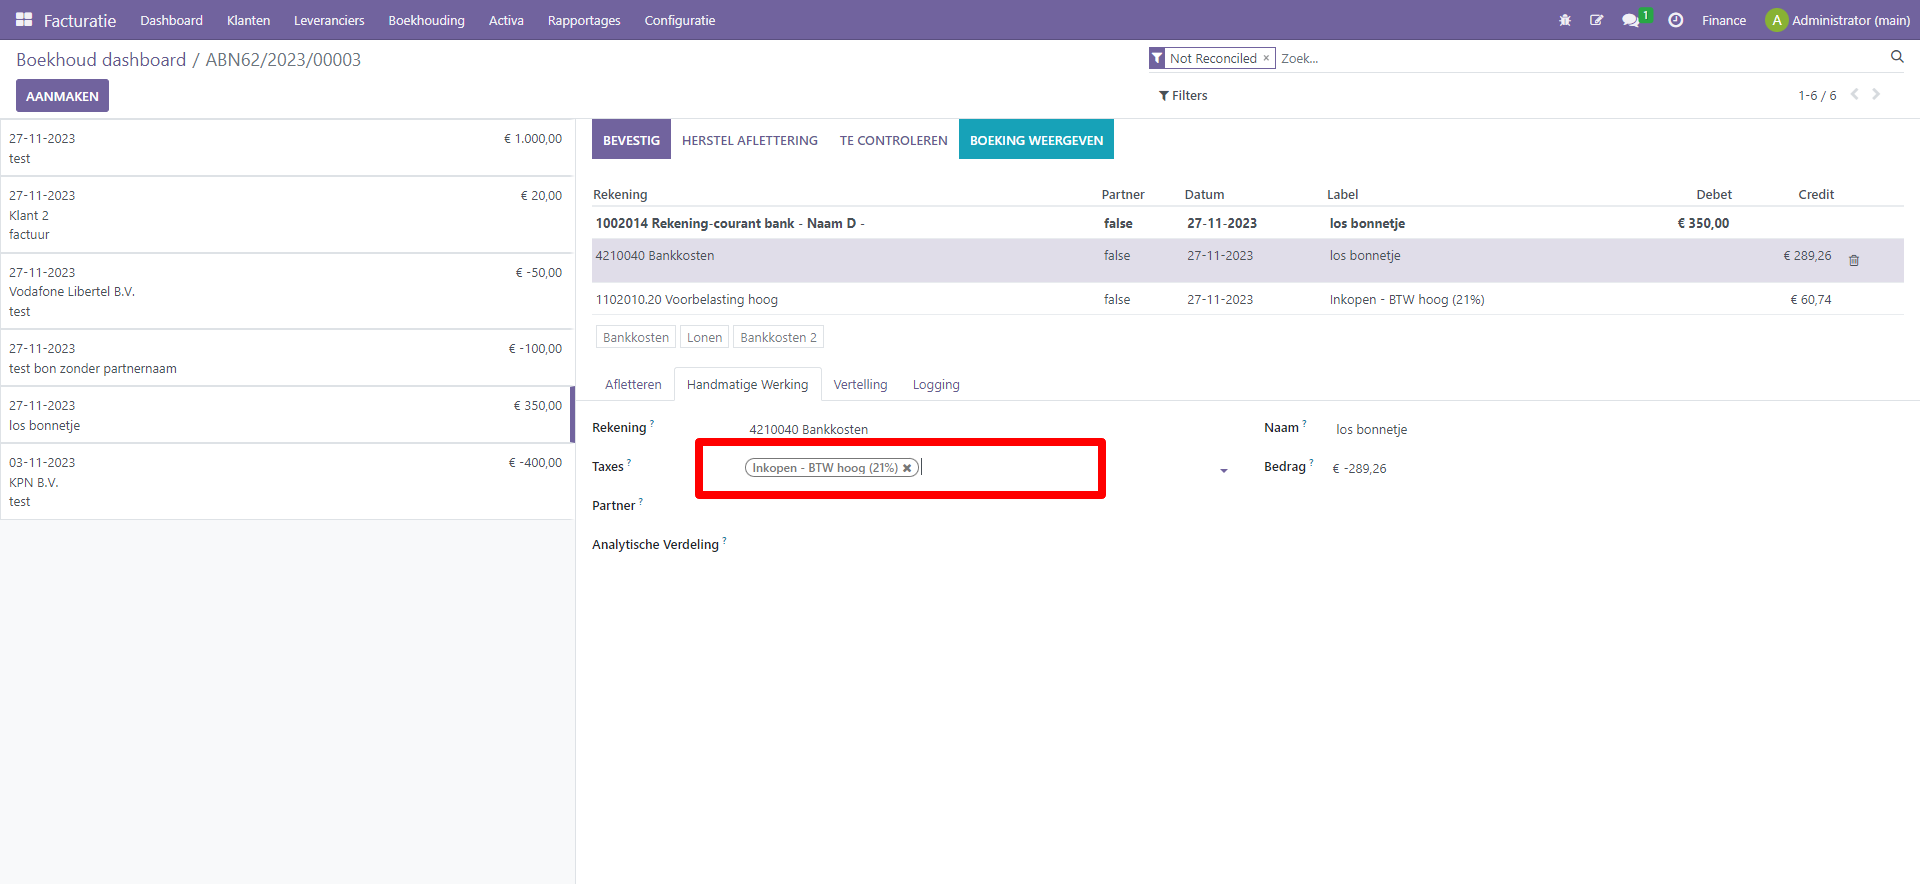 Facturatie Dashboard Klanten Leveranciers Boekhouding Activa Rapportages Configuratie 1 Finance A Administrator (main)
Boekhoud dashboard / ABN62/2023/00003
Not Reconciled × Zoek...
AANMAKEN
Filters
1-6 / 6
27-11-2023 € 1.000,00
test
27-11-2023 € 20,00
Klant 2
factuur
27-11-2023 € -50,00
Vodafone Libertel B.V.
test
27-11-2023 € -100,00
test bon zonder partnernaam
27-11-2023 € 350,00
los bonnetje
03-11-2023 € -400,00
KPN B.V.
test
BEVESTIG HERSTEL AFLETTERING TE CONTROLEREN BOEKING WEERGEVEN
Rekening Partner Datum Label Debet Credit
1002014 Rekening-courant bank - Naam D - false 27-11-2023 los bonnetje € 350,00
4210040 Bankkosten false 27-11-2023 los bonnetje € 289,26
1102010.20 Voorbelasting hoog false 27-11-2023 Inkopen - BTW hoog (21%) € 60,74
Bankkosten Lonen Bankkosten 2
Afletteren Handmatige Werking Vertelling Logging
Rekening ? 4210040 Bankkosten Naam ? los bonnetje
Taxes ? Inkopen - BTW hoog (21%) × Bedrag ? € -289,26
Partner ?
Analytische Verdeling ?